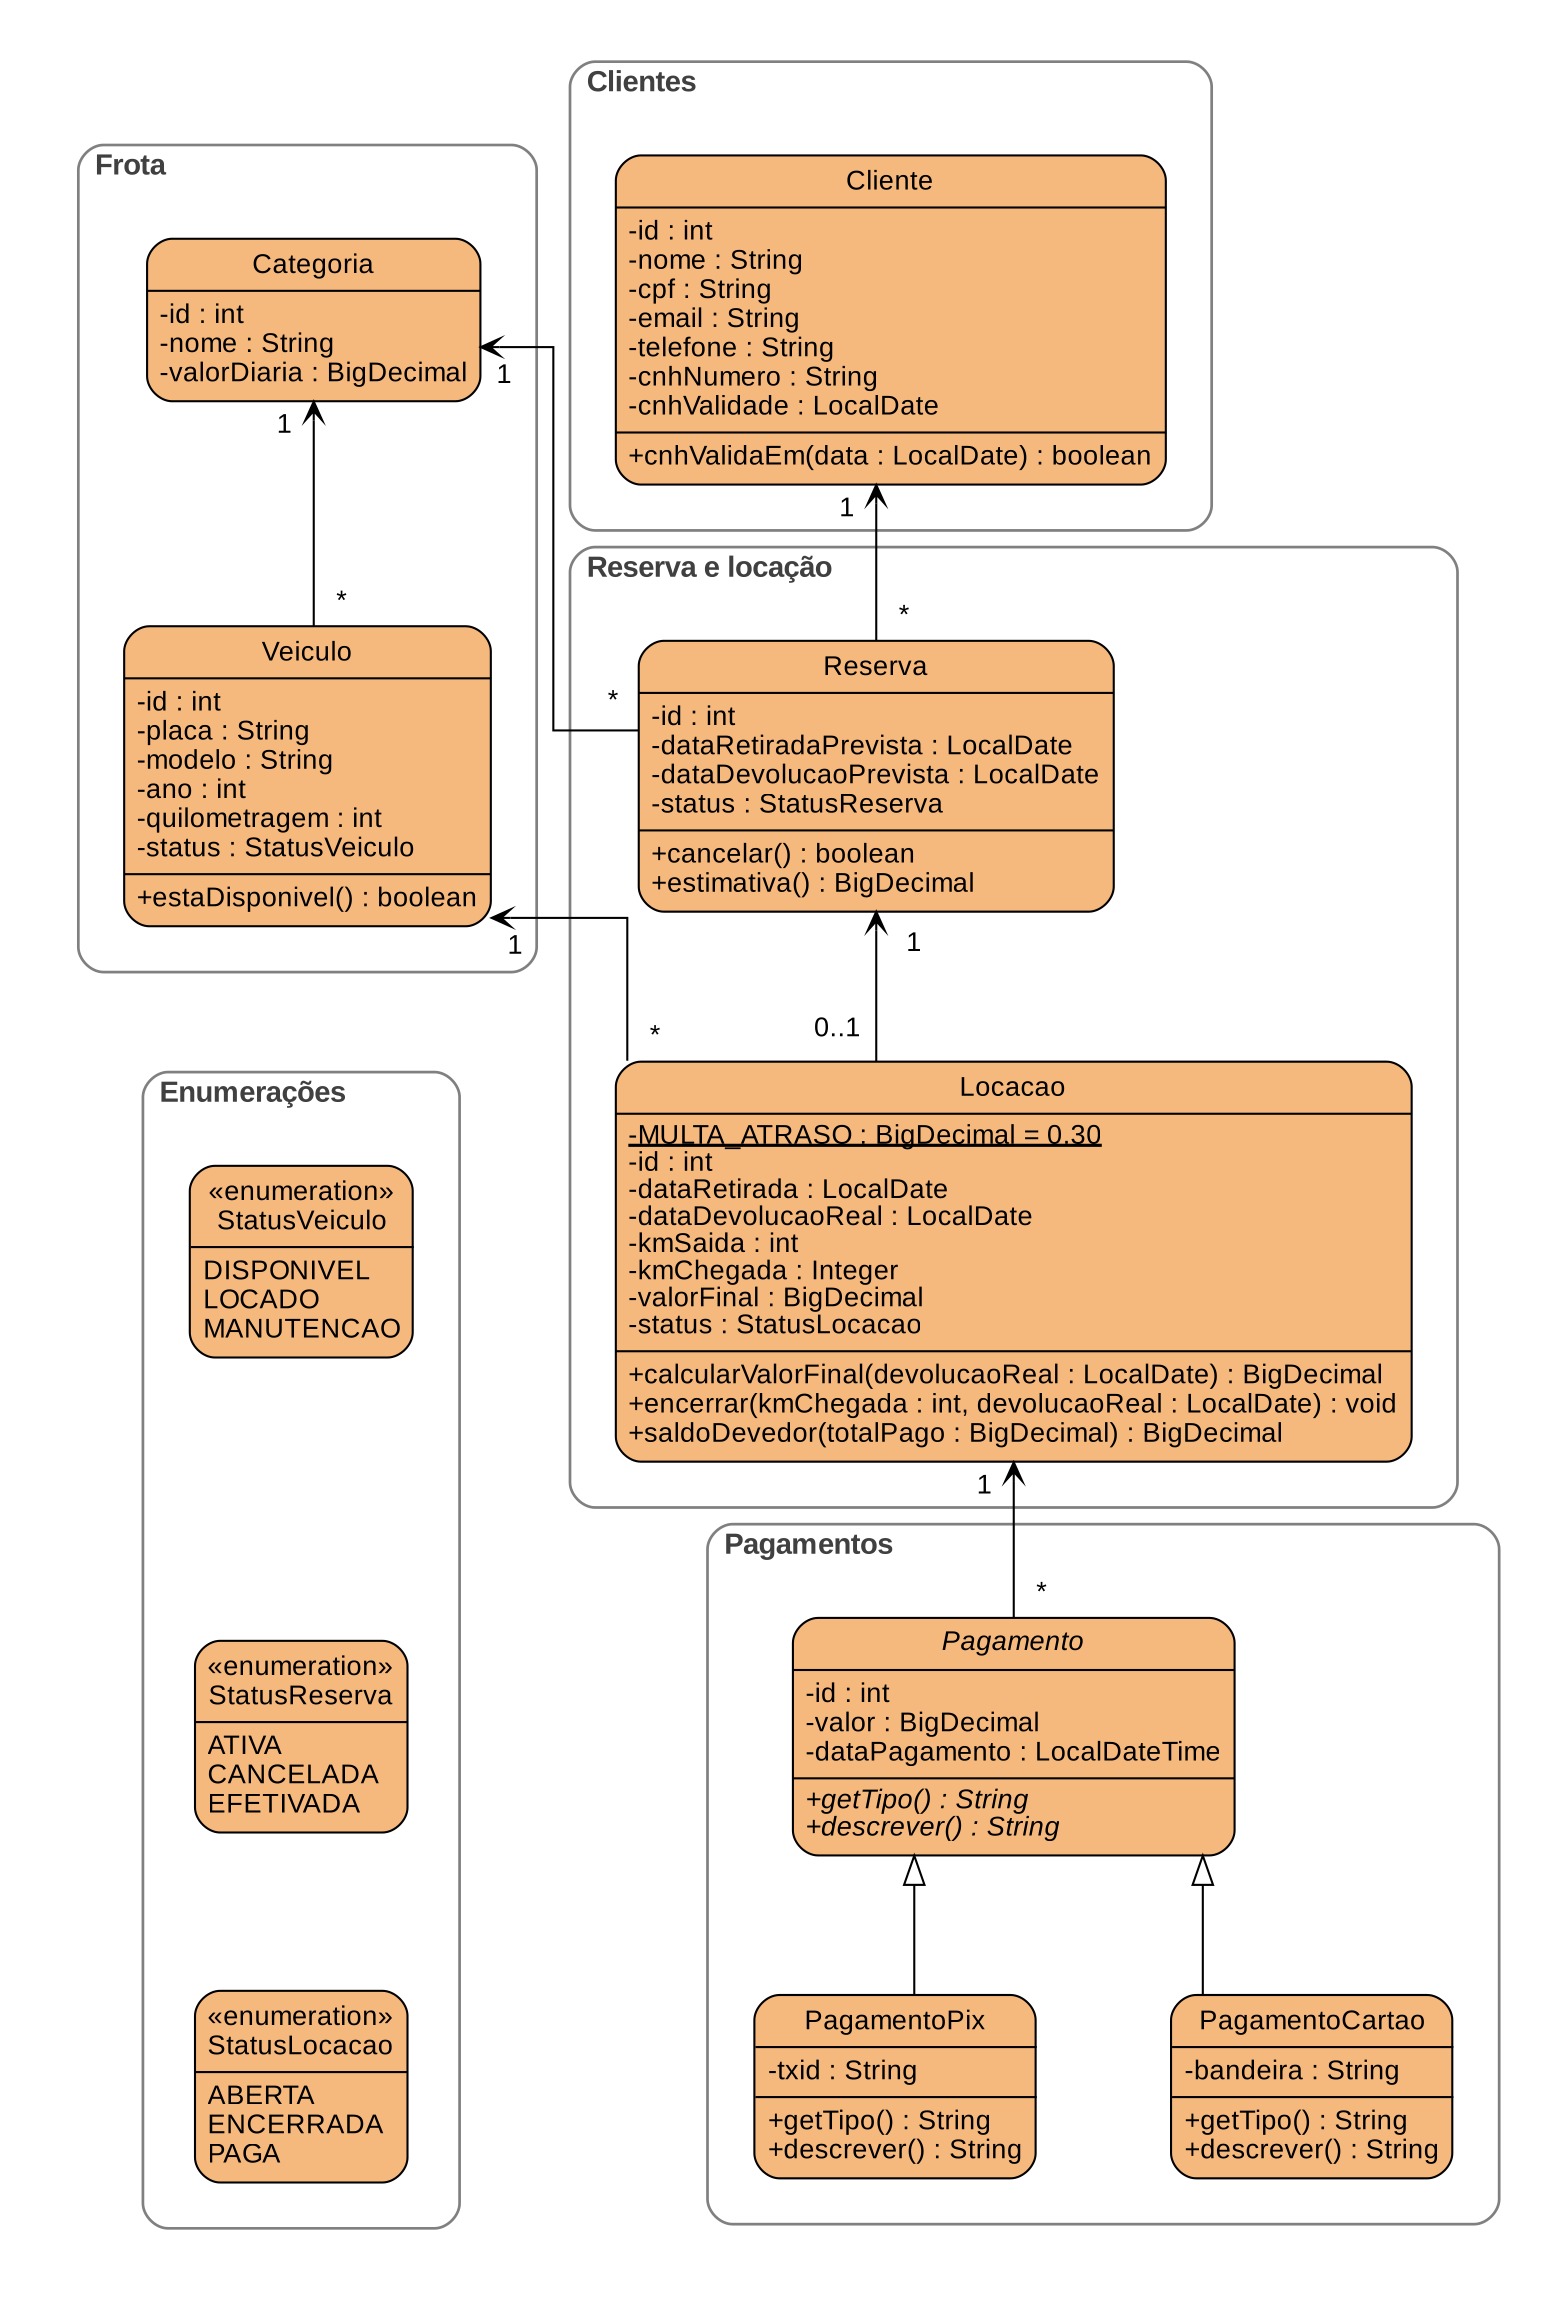 Clientes
Cliente
-id : int
-nome : String
-cpf : String
-email : String
-telefone : String
-cnhNumero : String
-cnhValidade : LocalDate
+cnhValidaEm(data : LocalDate) : boolean
1
*
Frota
Categoria
-id : int
-nome : String
-valorDiaria : BigDecimal
1
1
*
*
Veiculo
-id : int
-placa : String
-modelo : String
-ano : int
-quilometragem : int
-status : StatusVeiculo
+estaDisponivel() : boolean
1
*
Reserva e locação
Reserva
-id : int
-dataRetiradaPrevista : LocalDate
-dataDevolucaoPrevista : LocalDate
-status : StatusReserva
+cancelar() : boolean
+estimativa() : BigDecimal
1
0..1
Locacao
-MULTA_ATRASO : BigDecimal = 0.30
-id : int
-dataRetirada : LocalDate
-dataDevolucaoReal : LocalDate
-kmSaida : int
-kmChegada : Integer
-valorFinal : BigDecimal
-status : StatusLocacao
+calcularValorFinal(devolucaoReal : LocalDate) : BigDecimal
+encerrar(kmChegada : int, devolucaoReal : LocalDate) : void
+saldoDevedor(totalPago : BigDecimal) : BigDecimal
1
*
Enumerações
«enumeration»
StatusVeiculo
DISPONIVEL
LOCADO
MANUTENCAO
«enumeration»
StatusReserva
ATIVA
CANCELADA
EFETIVADA
«enumeration»
StatusLocacao
ABERTA
ENCERRADA
PAGA
Pagamentos
Pagamento
-id : int
-valor : BigDecimal
-dataPagamento : LocalDateTime
+getTipo() : String
+descrever() : String
PagamentoPix
-txid : String
+getTipo() : String
+descrever() : String
PagamentoCartao
-bandeira : String
+getTipo() : String
+descrever() : String